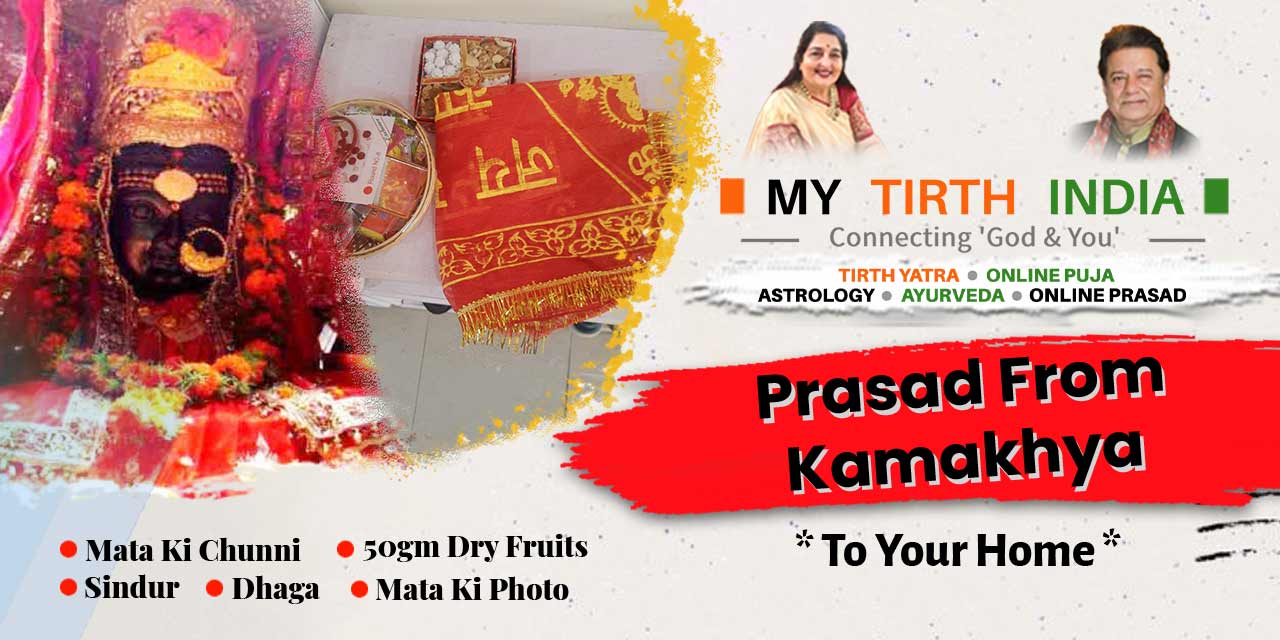 जय
MY TIRTH INDIA
Connecting 'God & You'
TIRTH YATRA ● ONLINE PUJA
ASTROLOGY ● AYURVEDA ● ONLINE PRASAD
Prasad From
Kamakhya
* To Your Home *
● Mata Ki Chunni ● 50gm Dry Fruits
● Sindur ● Dhaga ● Mata Ki Photo